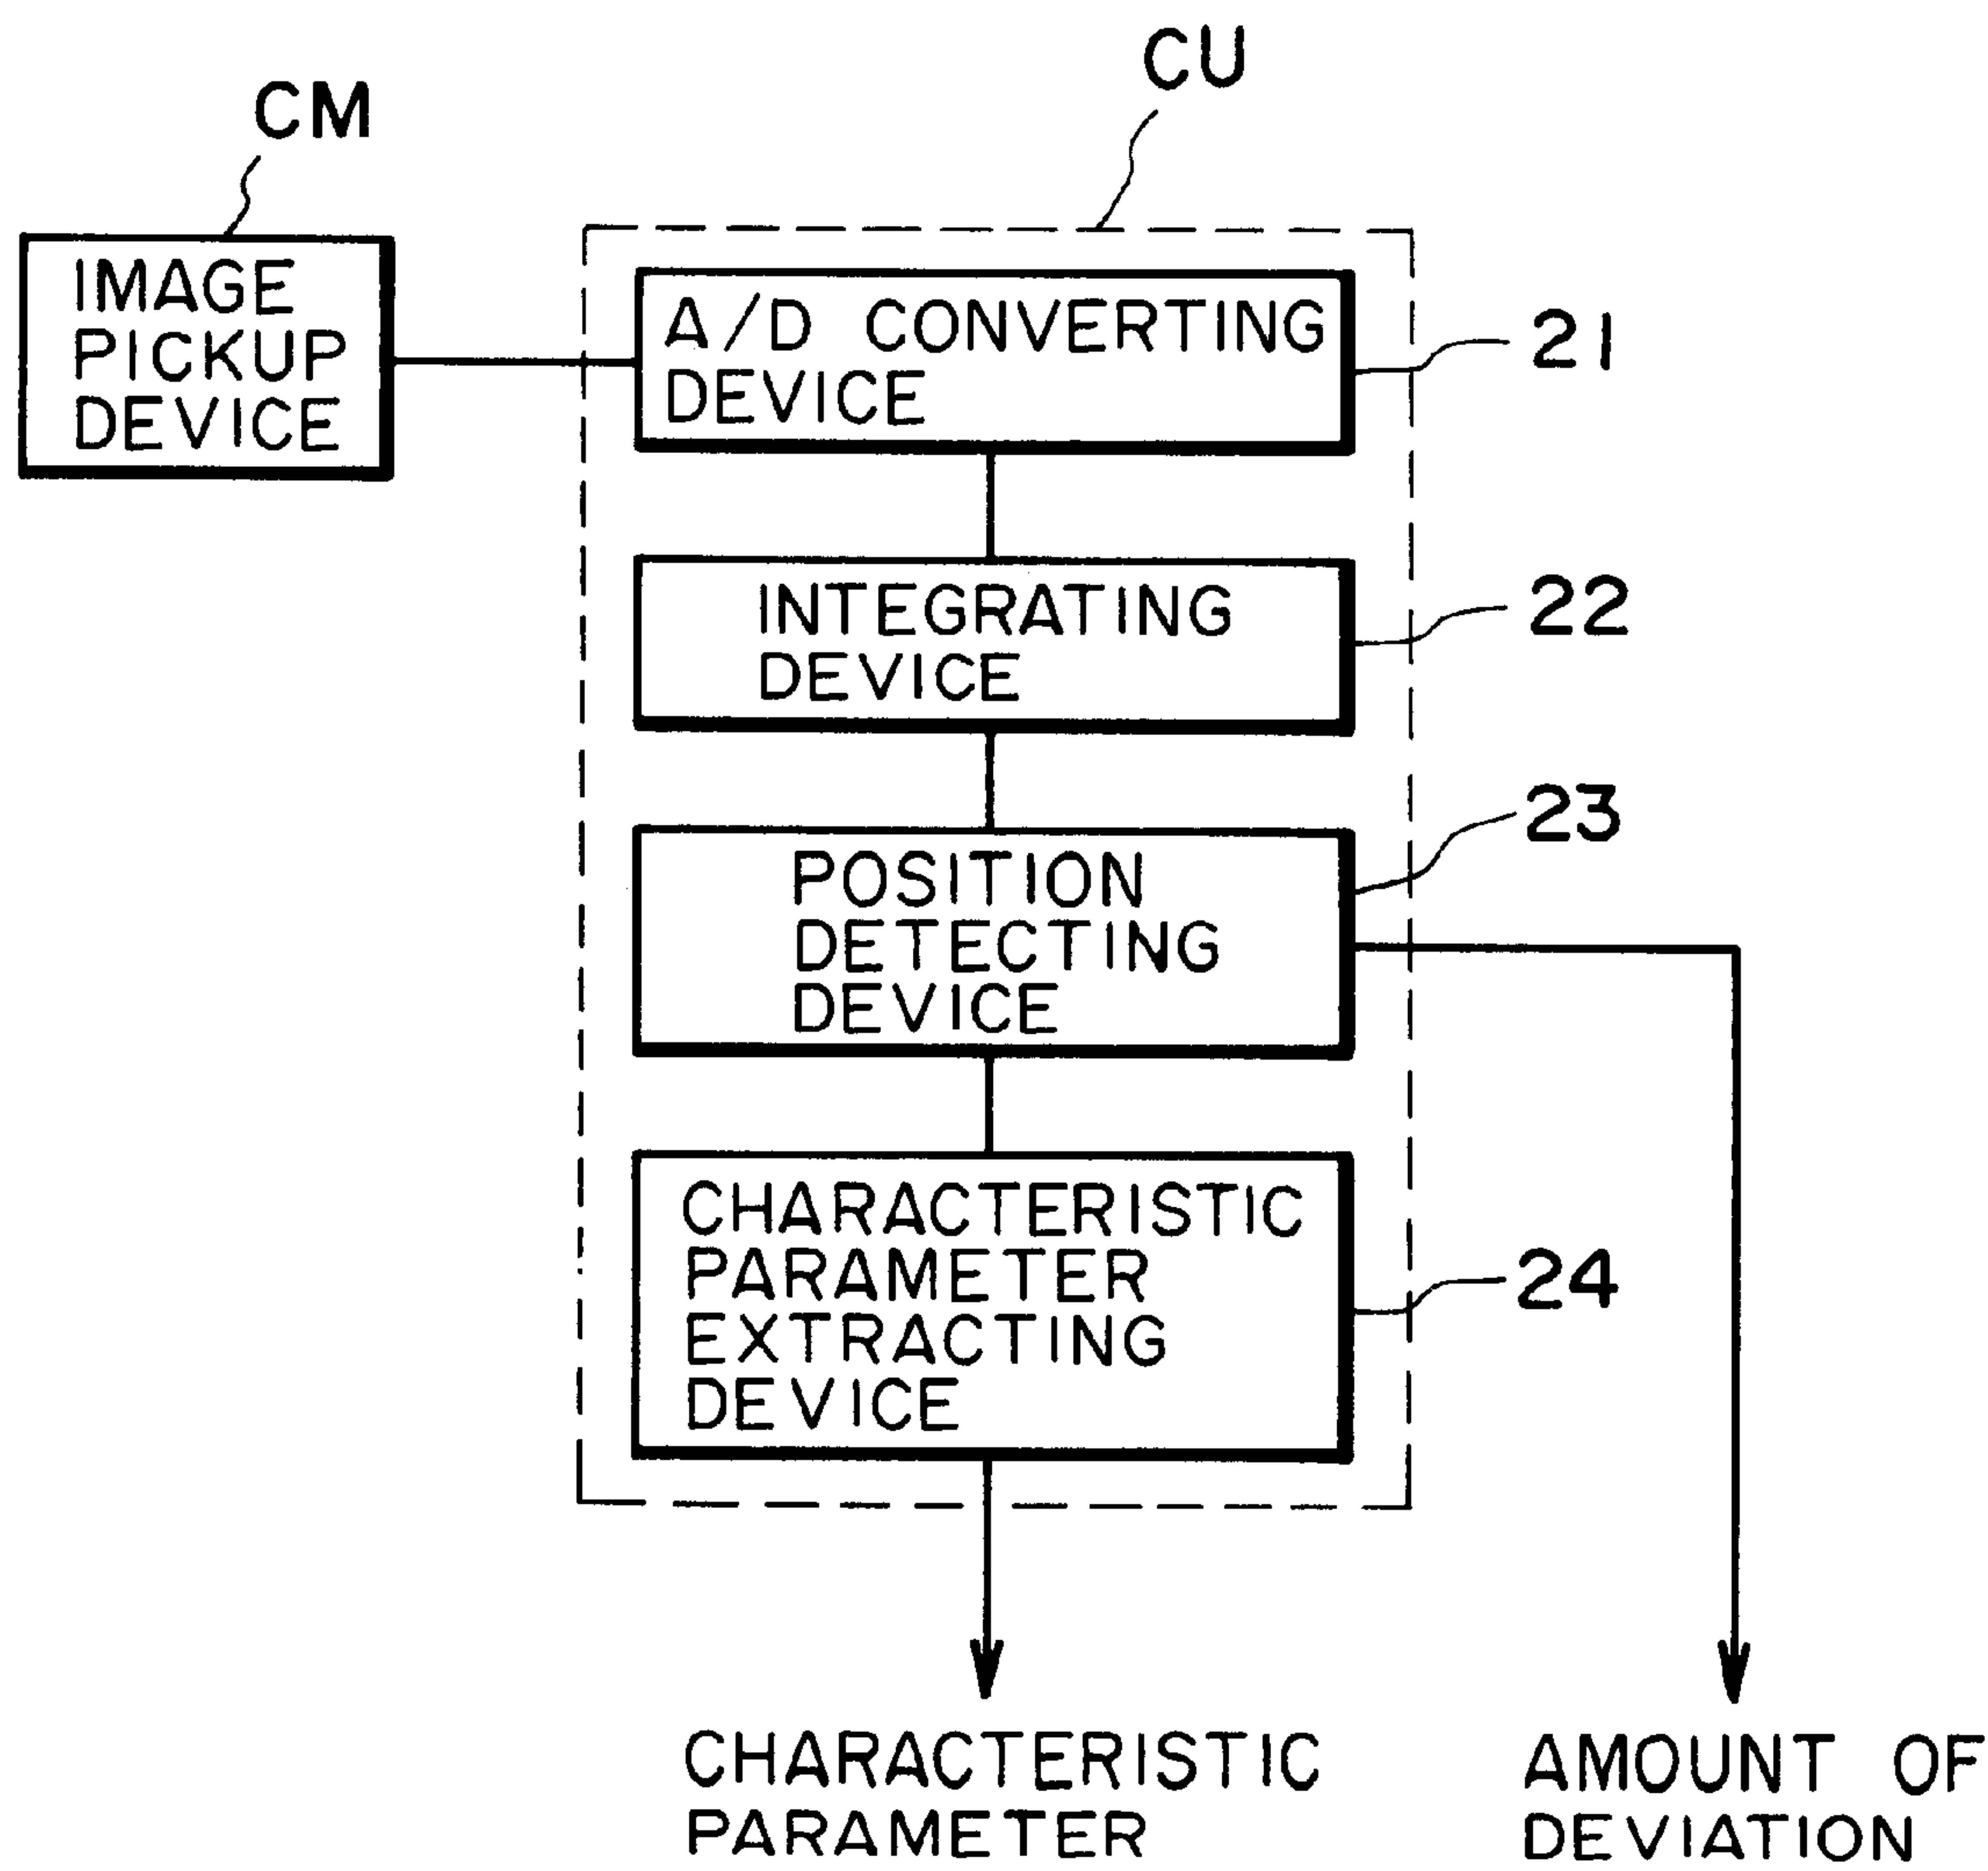 CU
CM
IMAGE
PICKUP
DEVICE
A/D CONVERTING
DEVICE
21
INTEGRATING
DEVICE
22
POSITION
DETECTING
DEVICE
23
CHARACTERISTIC
PARAMETER
EXTRACTING
DEVICE
24
CHARACTERISTIC
PARAMETER
AMOUNT OF
DEVIATION